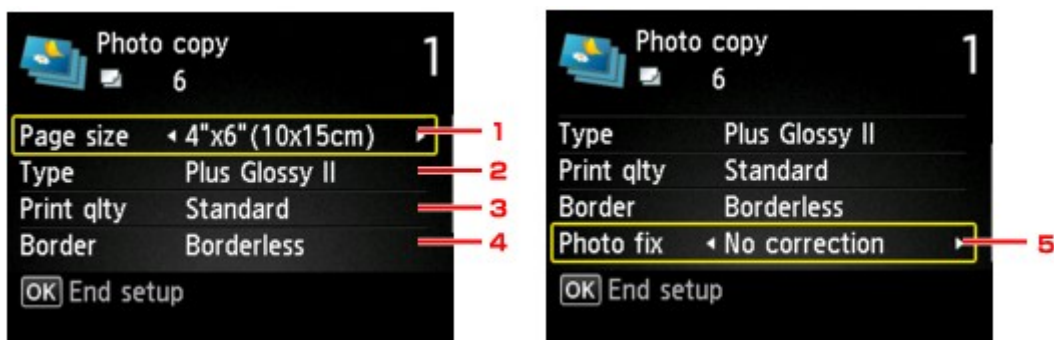 Photo copy
6
1
Page size 4"x6"(10x15cm) 1
Type Plus Glossy II 2
Print qlty Standard 3
Border Borderless 4
OK End setup
Photo copy
6
1
Type Plus Glossy II
Print qlty Standard
Border Borderless
Photo fix No correction 5
OK End setup